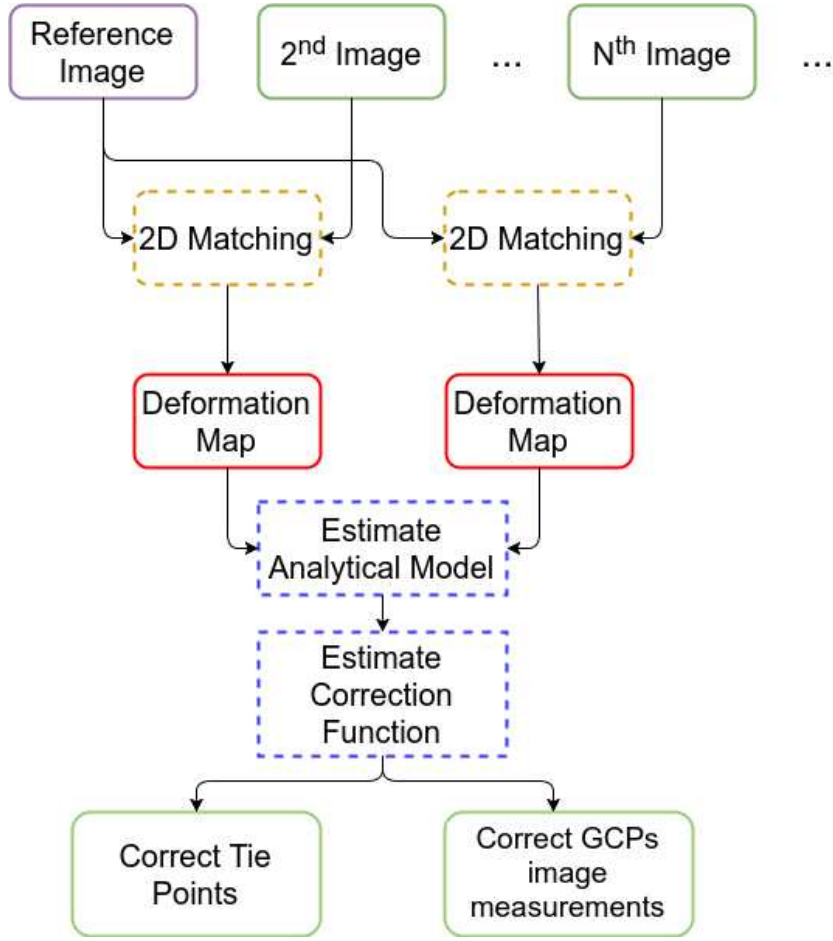 Reference
Image
2nd Image
...
Nth Image
...
2D Matching
2D Matching
Deformation
Map
Deformation
Map
Estimate
Analytical Model
Estimate
Correction
Function
Correct Tie
Points
Correct GCPs
image
measurements